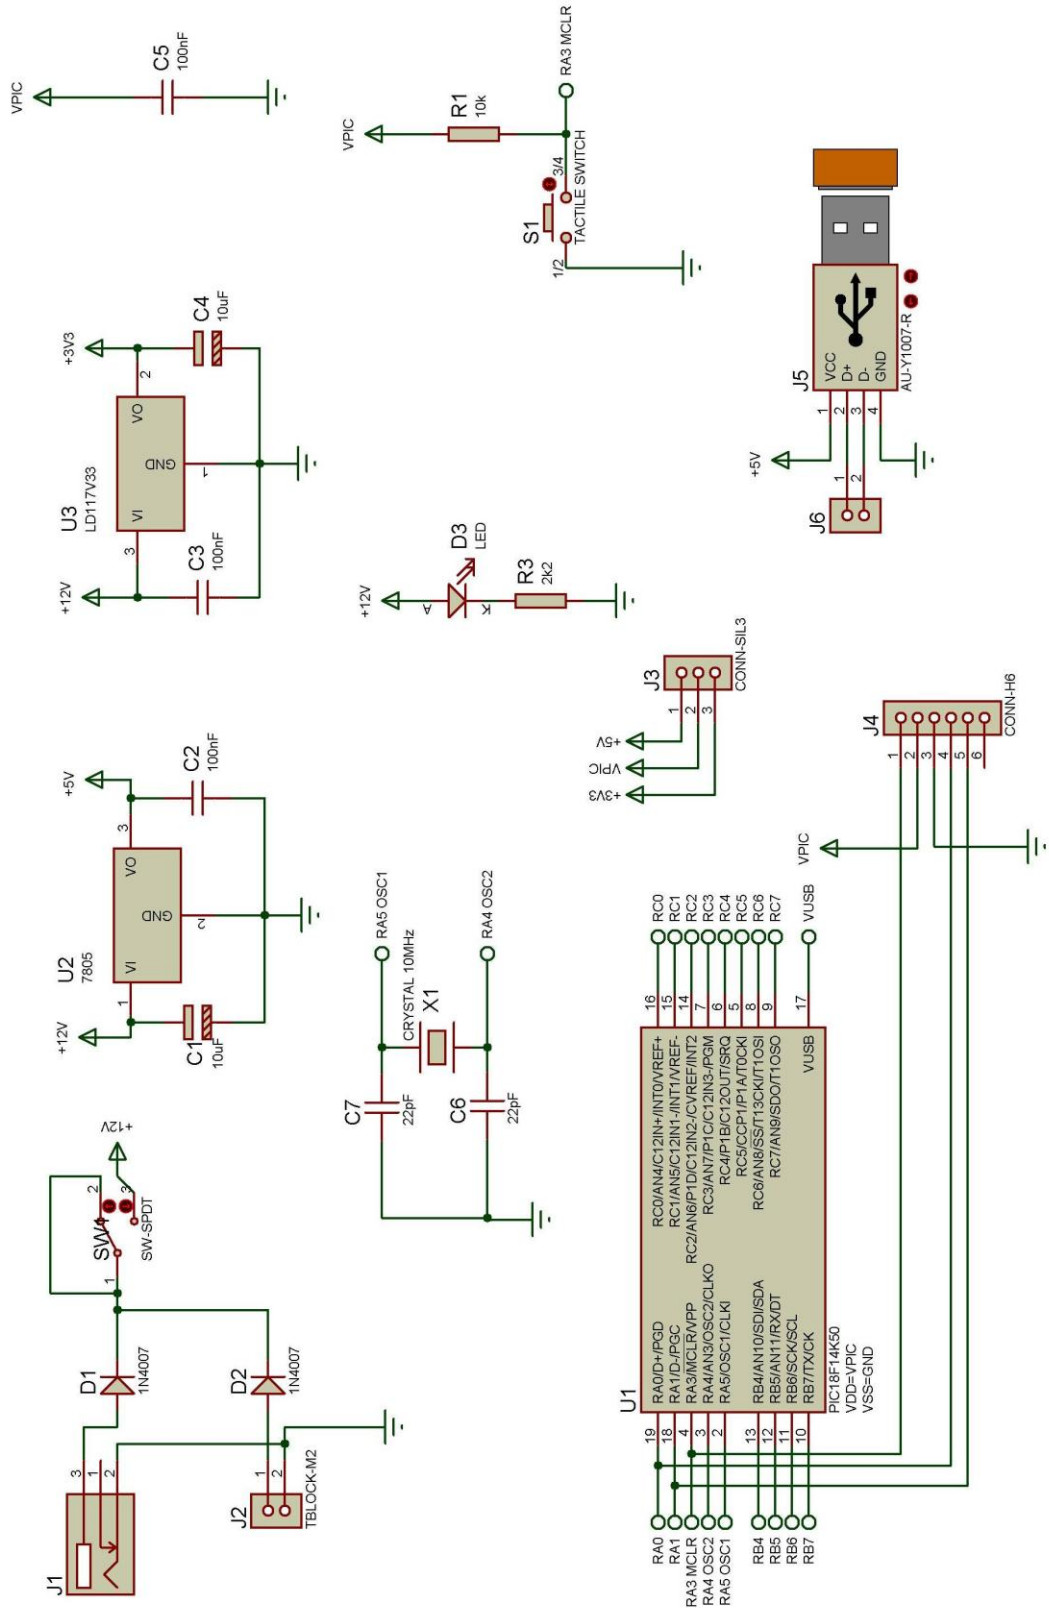 J1
3
1
2
D1
1N4007
J2
1
2
TBLOCK-M2
D2
1N4007
SW1
1
2
3
SW-SPDT
+12V
U2
7805
+12V
1
VI
VO
3
GND
2
+5V
C1
10uF
C2
100nF
U3
LD117V33
+12V
3
VI
VO
2
GND
1
+3V3
C3
100nF
C4
10uF
VPIC
C5
100nF
C7
22pF
CRYSTAL 10MHz
X1
C6
22pF
RA5 OSC1
RA4 OSC2
+12V
A
K
D3
LED
R3
2k2
VPIC
R1
10k
RA3 MCLR
S1
1/2
3/4
TACTILE SWITCH
U1
RA0
19
RA0/D+/PGD
RA1
18
RA1/D-/PGC
RA3 MCLR
4
RA3/MCLR/VPP
RA4 OSC2
3
RA4/AN3/OSC2/CLKO
RA5 OSC1
2
RA5/OSC1/CLKI
RB4
13
RB4/AN10/SDI/SDA
RB5
12
RB5/AN11/RX/DT
RB6
11
RB6/SCK/SCL
RB7
10
RB7/TX/CK
RC0/AN4/C12IN+/INT0/VREF+
16
RC0
RC1/AN5/C12IN1-/INT1/VREF-
15
RC1
RC2/AN6/P1D/C12IN2-/CVREF/INT2
14
RC2
RC3/AN7/P1C/C12IN3-/PGM
7
RC3
RC4/P1B/C12OUT/SRQ
6
RC4
RC5/CCP1/P1A/T0CKI
5
RC5
RC6/AN8/SS/T13CKI/T1OSI
8
RC6
RC7/AN9/SDO/T1OSO
9
RC7
VUSB
17
VUSB
PIC18F14K50
VDD=VPIC
VSS=GND
+5V
VPIC
+3V3
J3
1
2
3
CONN-SIL3
VPIC
J4
1
2
3
4
5
6
CONN-H6
J6
1
2
+5V
J5
1
VCC
2
D+
3
D-
4
GND
AU-Y1007-R